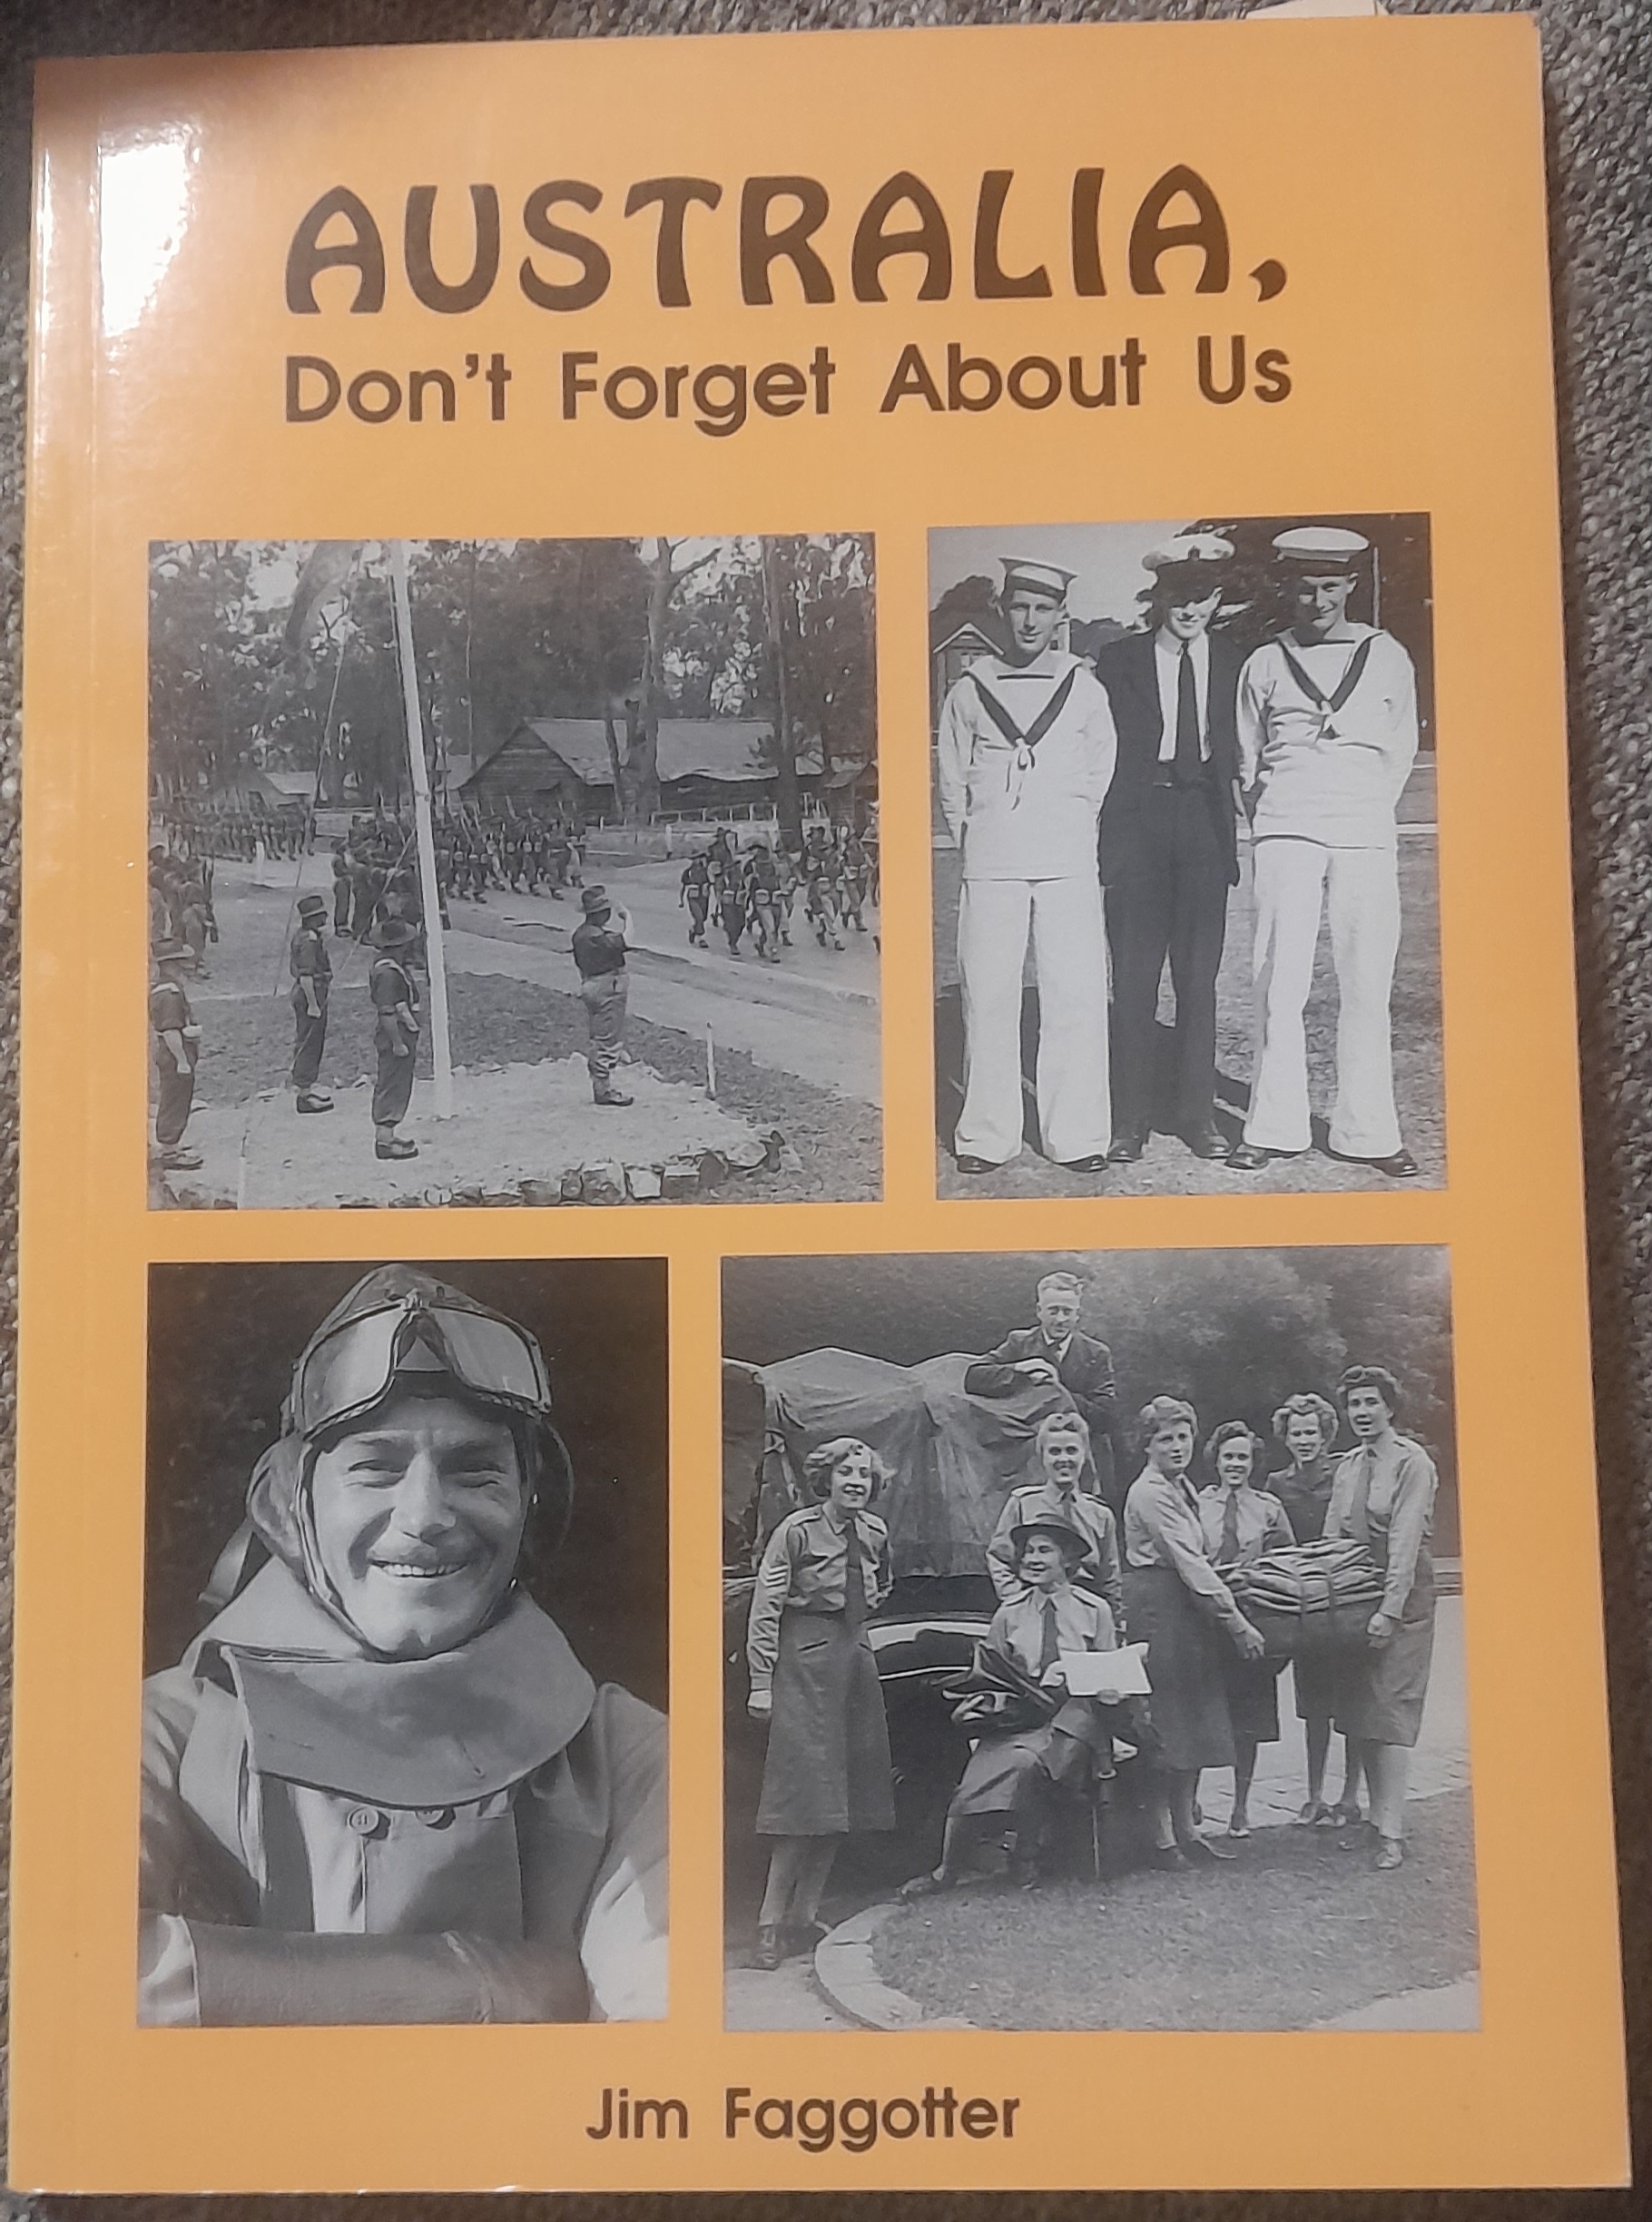 AUSTRALIA,
Don't Forget About Us
Jim Faggotter